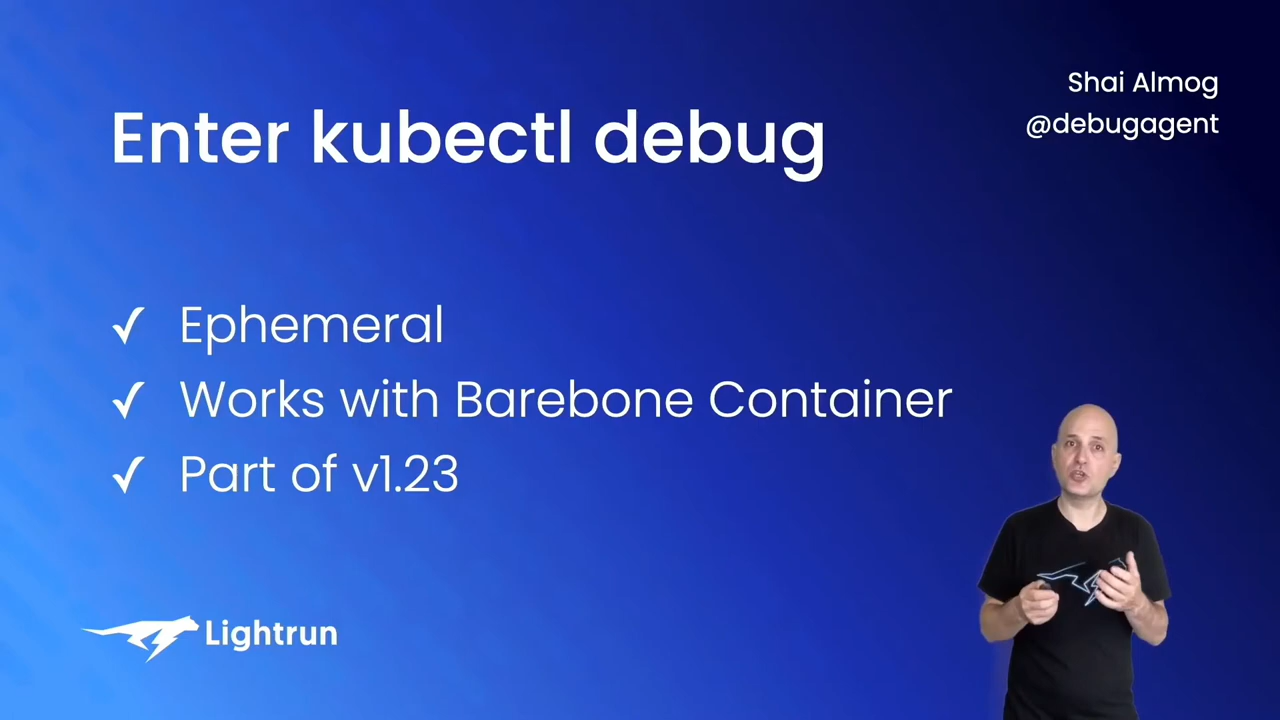 Shai Almog
@debugagent
Enter kubectl debug
✓ Ephemeral
✓ Works with Barebone Container
✓ Part of v1.23
Lightrun